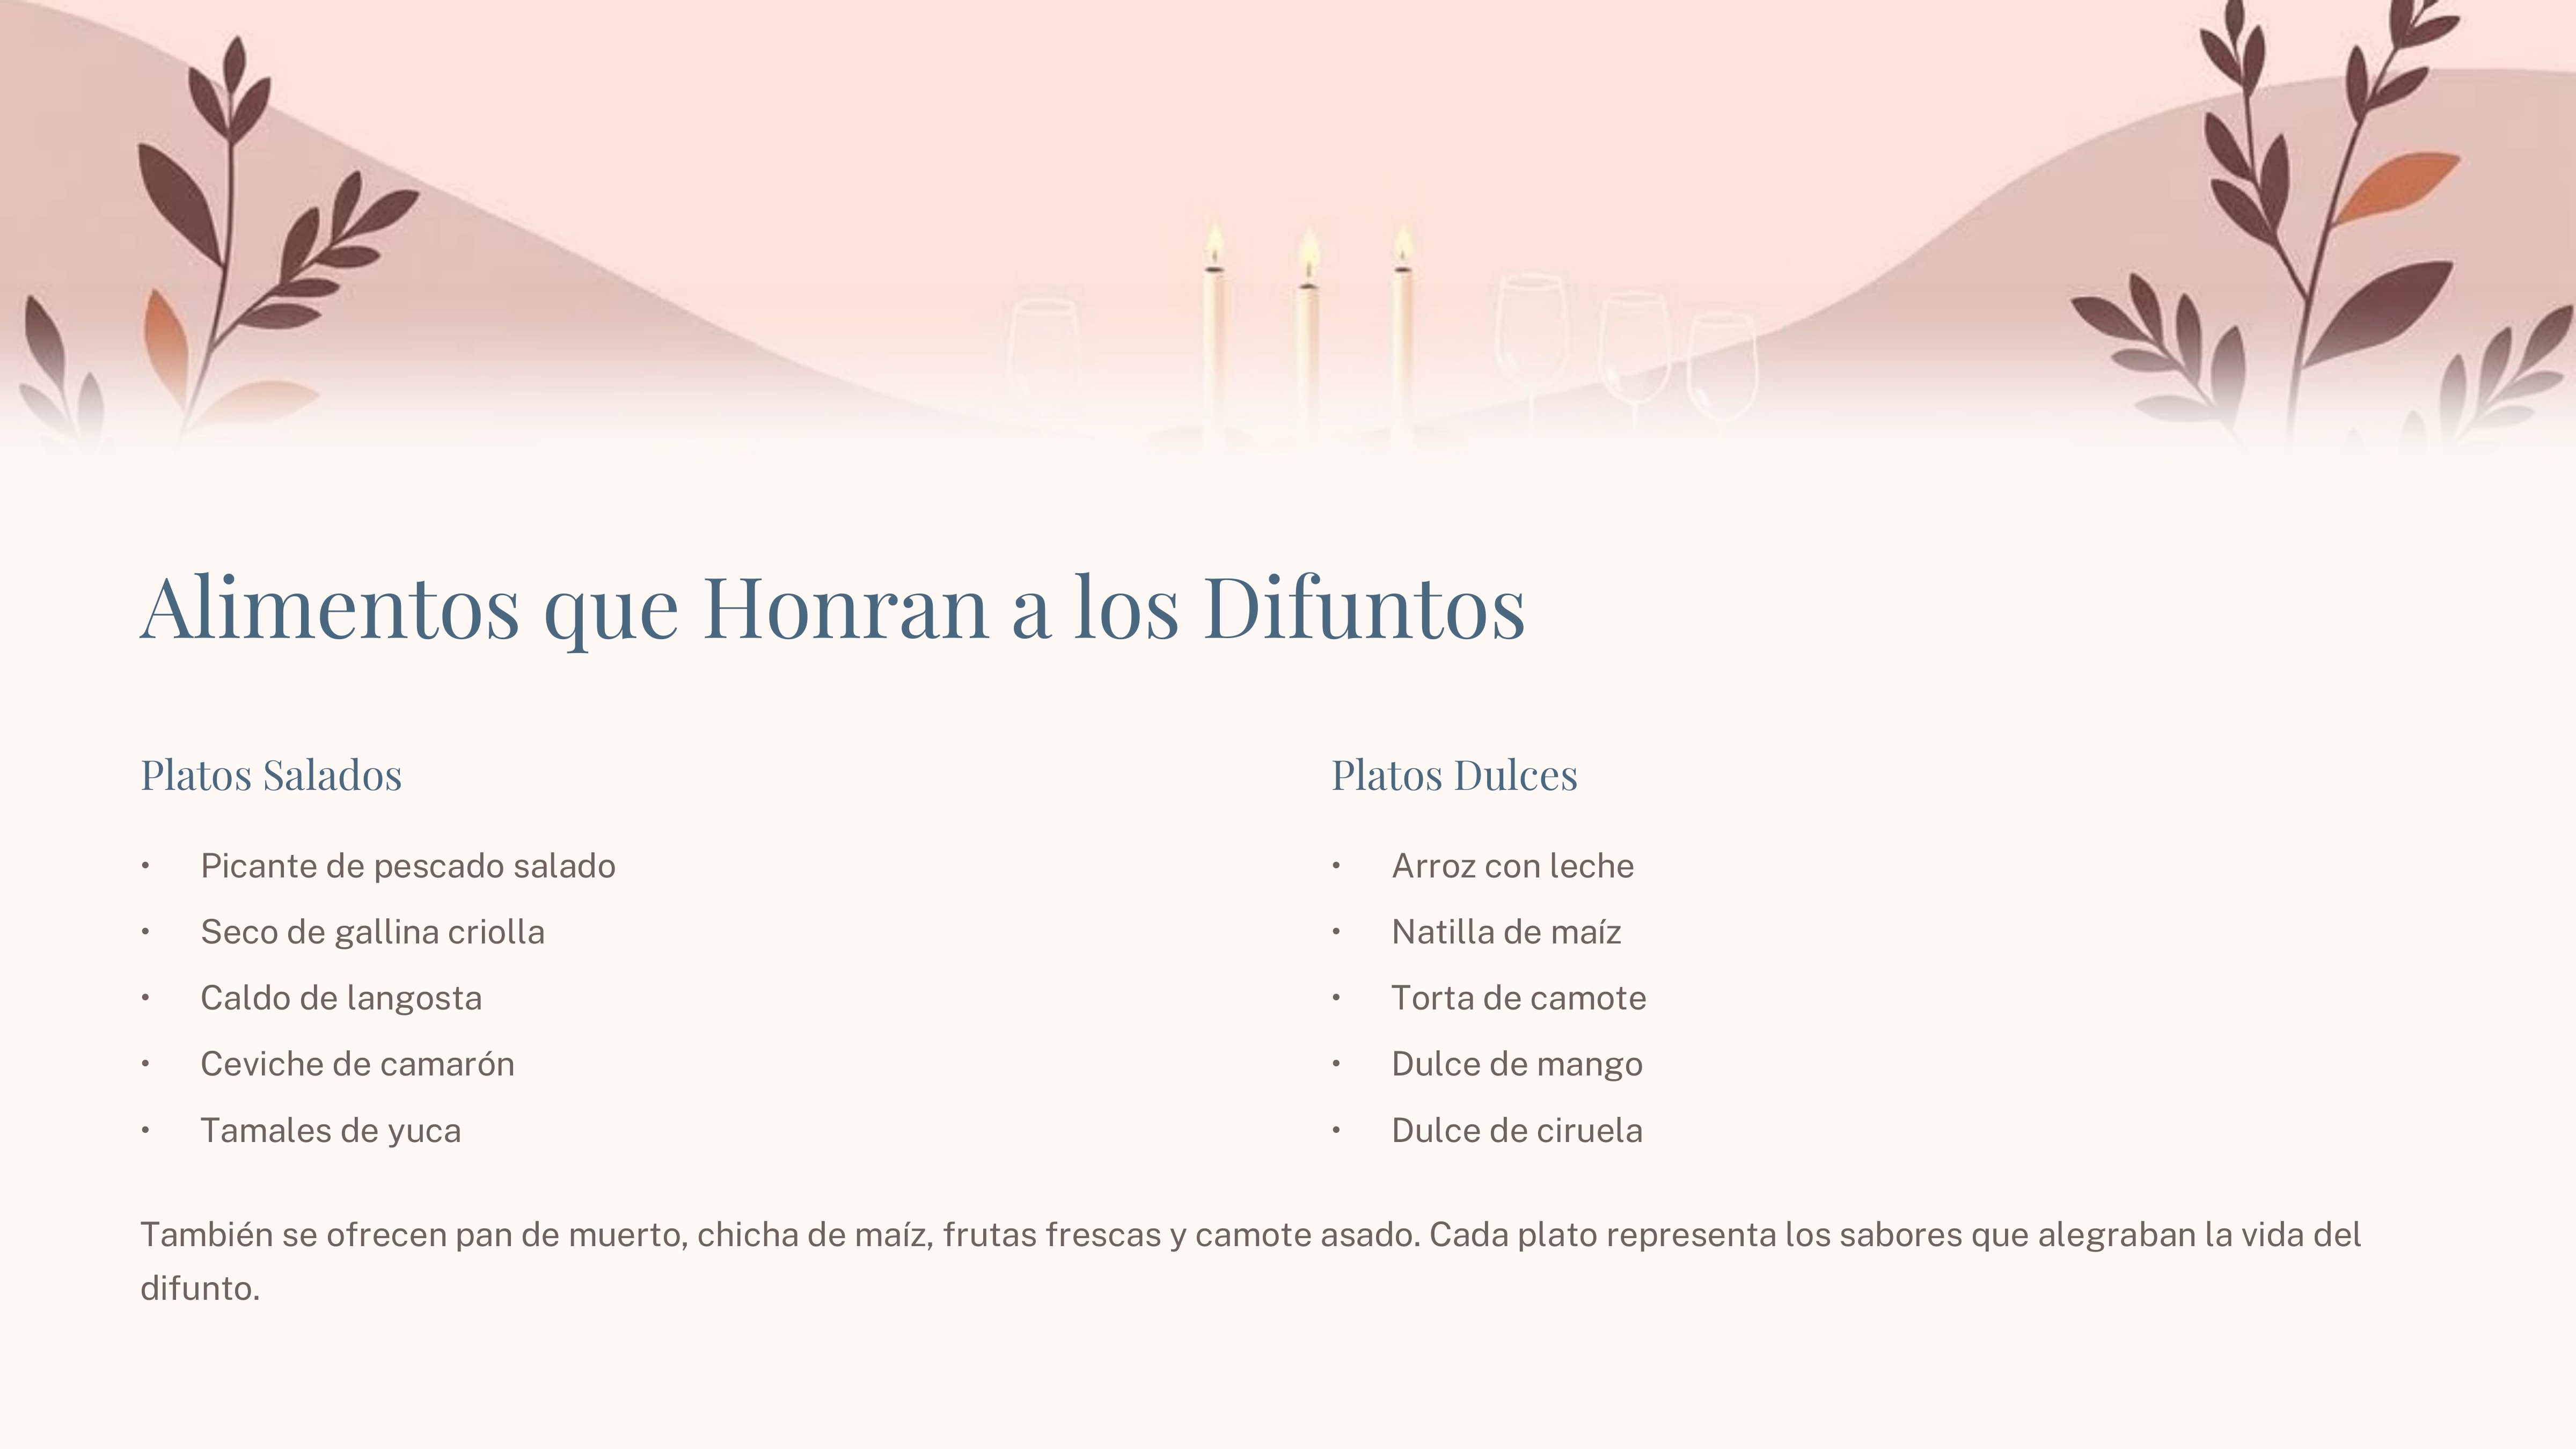 Alimentos que Honran a los Difuntos
Platos Salados
• Picante de pescado salado
• Seco de gallina criolla
• Caldo de langosta
• Ceviche de camarón
• Tamales de yuca
Platos Dulces
• Arroz con leche
• Natilla de maíz
• Torta de camote
• Dulce de mango
• Dulce de ciruela
También se ofrecen pan de muerto, chicha de maíz, frutas frescas y camote asado. Cada plato representa los sabores que alegraban la vida del
difunto.